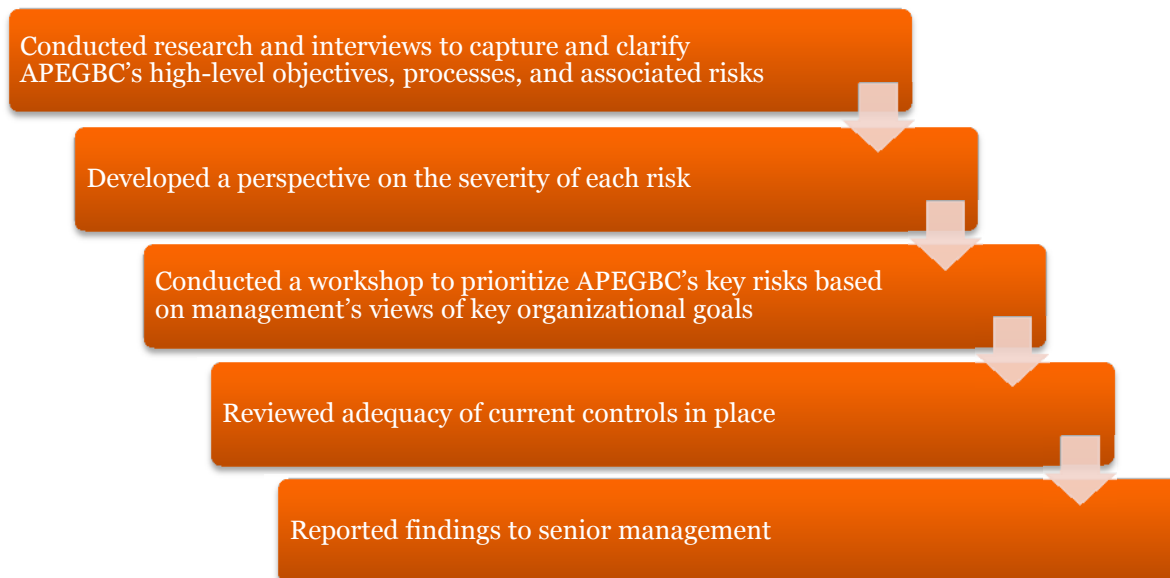 Conducted research and interviews to capture and clarify
APEGBC’s high-level objectives, processes, and associated risks
Developed a perspective on the severity of each risk
Conducted a workshop to prioritize APEGBC’s key risks based
on management’s views of key organizational goals
Reviewed adequacy of current controls in place
Reported findings to senior management